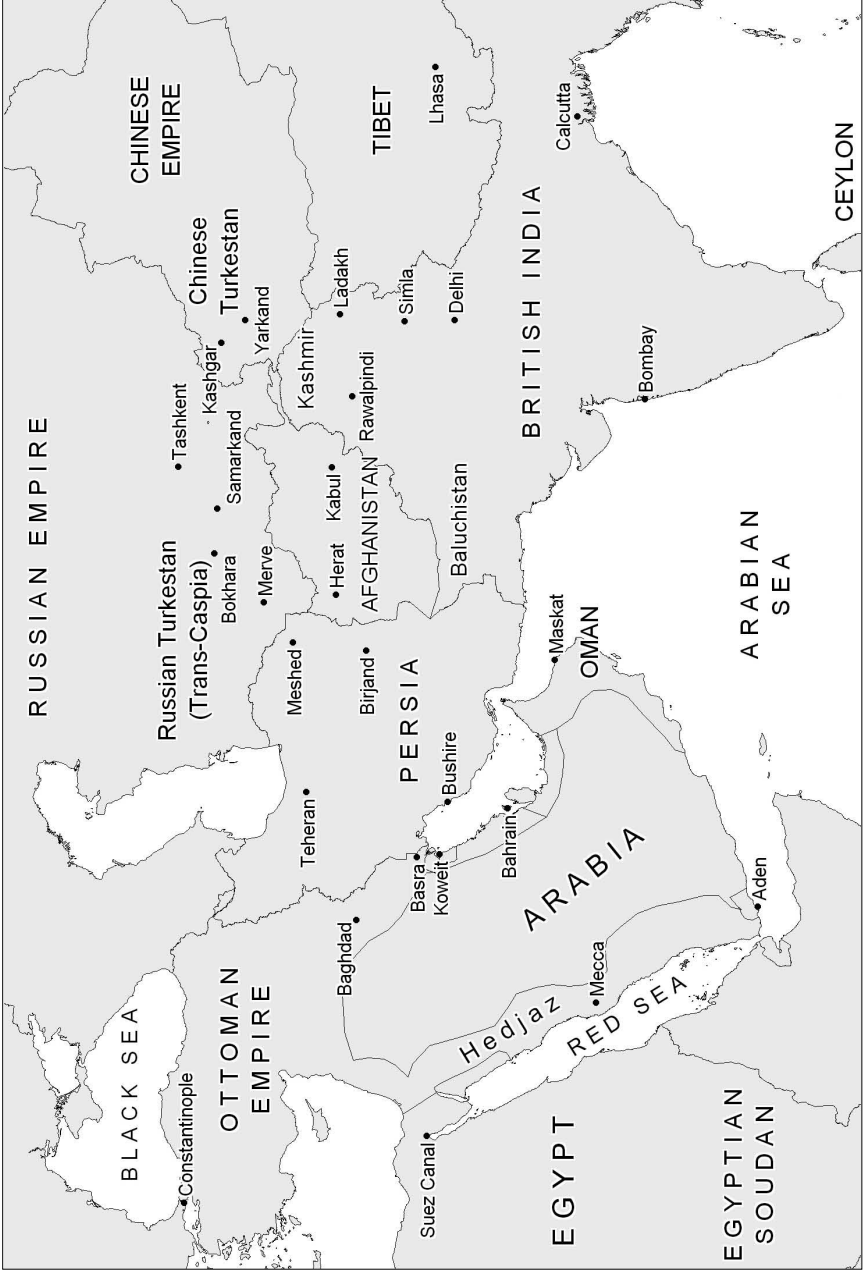 RUSSIAN EMPIRE
CHINESE
EMPIRE
BLACK SEA
Constantinople
OTTOMAN
EMPIRE
Russian Turkestan
(Trans-Caspia)
Bokhara
Merve
Samarkand
Tashkent
Kashgar
Chinese
Turkestan
Yarkand
Teheran
Meshed
Birjand
PERSIA
Bushire
Herat
Kabul
AFGHANISTAN
Kashmir
Rawalpindi
Ladakh
Simla
Delhi
TIBET
Lhasa
Baghdad
Basra
Koweit
Bahrain
Baluchistan
BRITISH INDIA
Calcutta
Bombay
Suez Canal
Hedjaz
Mecca
RED SEA
ARABIA
Maskat
OMAN
Aden
ARABIAN
SEA
CEYLON
EGYPT
EGYPTIAN
SOUDAN